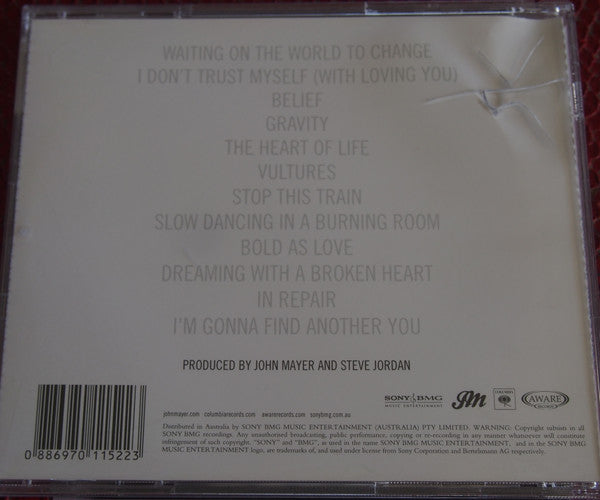 WAITING ON THE WORLD TO CHANGE
I DON'T TRUST MYSELF (WITH LOVING YOU)
BELIEF
GRAVITY
THE HEART OF LIFE
VULTURES
STOP THIS TRAIN
SLOW DANCING IN A BURNING ROOM
BOLD AS LOVE
DREAMING WITH A BROKEN HEART
IN REPAIR
I'M GONNA FIND ANOTHER YOU
PRODUCED BY JOHN MAYER AND STEVE JORDAN
0 886970 115223
johnmayer.com columbiarecords.com awarerecords.com sonybmg.com.au
SONY BMG
MUSIC ENTERTAINMENT
JM
COLUMBIA
AWARE
RECORDS
Distributed in Australia by SONY BMG MUSIC ENTERTAINMENT (AUSTRALIA) PTY LIMITED. WARNING: Copyright subsists in all
SONY BMG recordings. Any unauthorised broadcasting, public performance, copying or re-recording in any manner whatsoever will constitute
infringement of such copyright. "SONY" and "BMG", is used in the name SONY BMG MUSIC ENTERTAINMENT, and in the SONY BMG
MUSIC ENTERTAINMENT logo, are trademarks of, and used under license from Sony Corporation and Bertelsmann AG respectively.